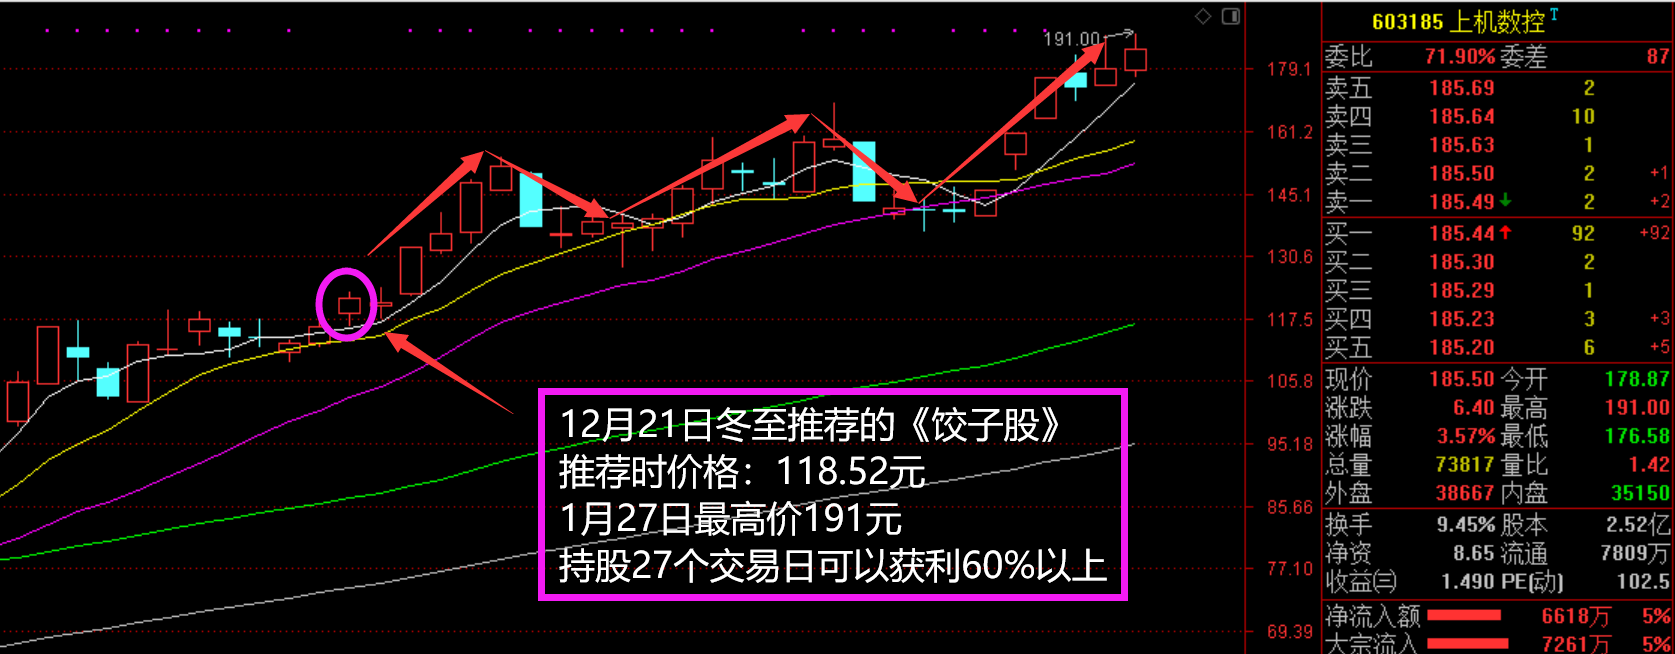 603185 上机数控 T
191.00
委比 71.90% 委差 87
179.1
卖五 185.69 2
卖四 185.64 10
161.2
卖三 185.63 1
卖二 185.50 2 +1
145.1
卖一 185.49 2 +2
买一 185.44 92 +92
130.6
买二 185.30 2
买三 185.29 1
117.5
买四 185.23 3 +3
买五 185.20 6 +5
105.8
现价 185.50 今开 178.87
涨跌 6.40 最高 191.00
涨幅 3.57% 最低 176.58
95.18
总量 73817 量比 1.42
外盘 38667 内盘 35150
85.66
换手 9.45% 股本 2.52亿
净资 8.65 流通 7809万
77.10
收益㈢ 1.490 PE(动) 102.5
净流入额 6618万 5%
69.39
大宗流入 7261万 5%
12月21日冬至推荐的《饺子股》
推荐时价格：118.52元
1月27日最高价191元
持股27个交易日可以获利60%以上